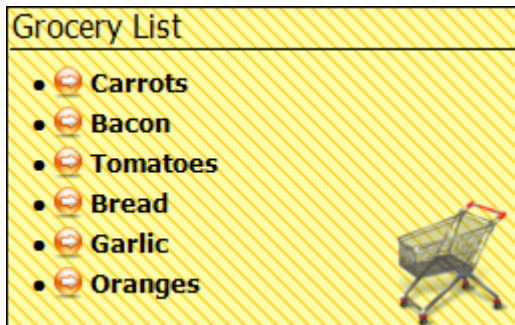 Grocery List
Carrots
Bacon
Tomatoes
Bread
Garlic
Oranges